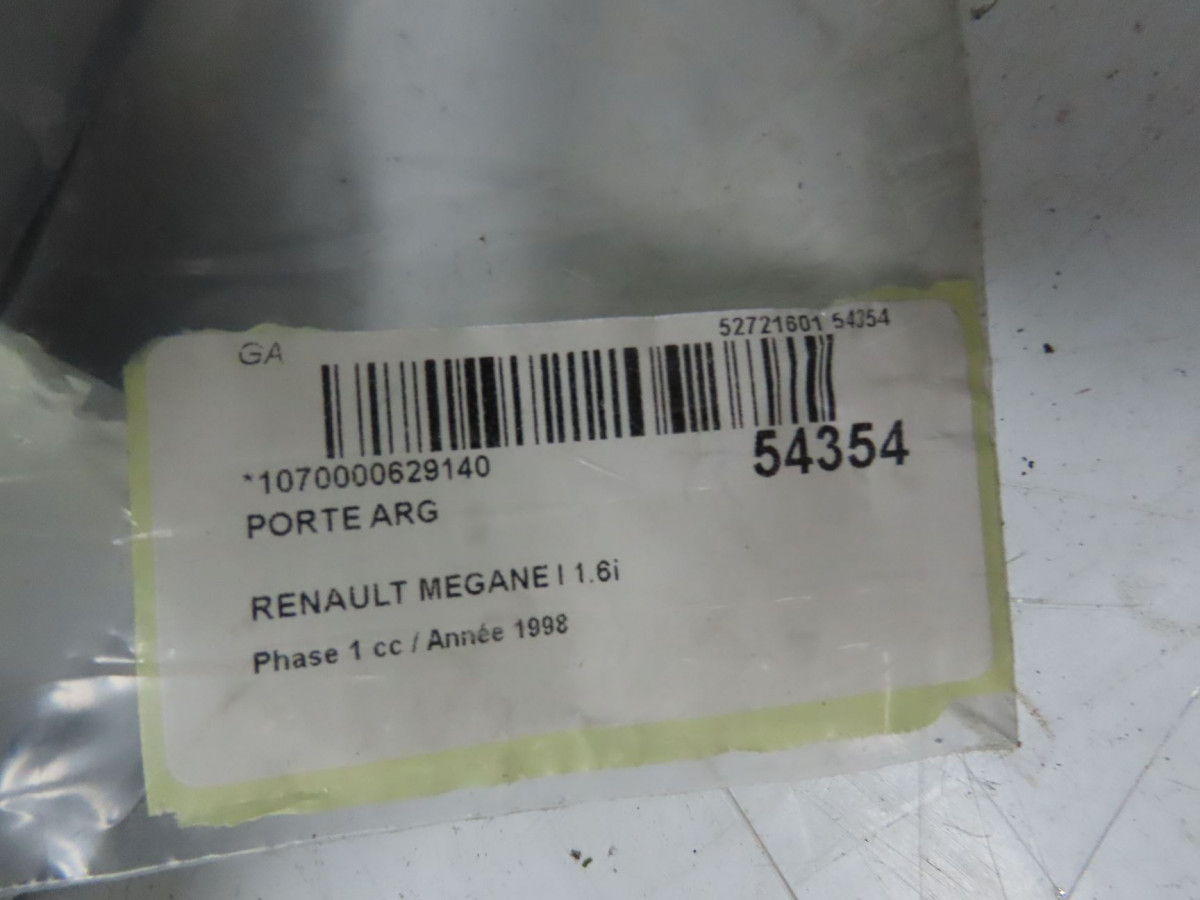 GA
52721601 54354
*1070000629140
54354
PORTE ARG
RENAULT MEGANE I 1.6i
Phase 1 cc / Année 1998